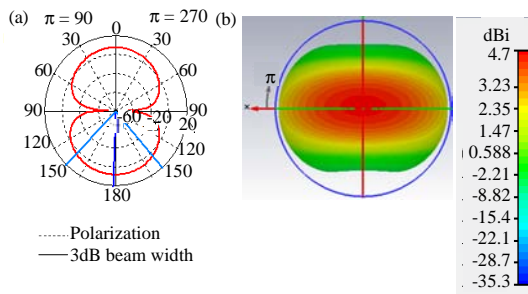 (a) π = 90 π = 270
0
30 30
60 60
90 -60 -20 20 90
120 120
150 150
180
Polarization
3dB beam width
(b)
π
x
dBi
4.7
3.23
2.35
1.47
0.588
-21.2
-8.82
-15.4
-22.1
-28.7
-35.3